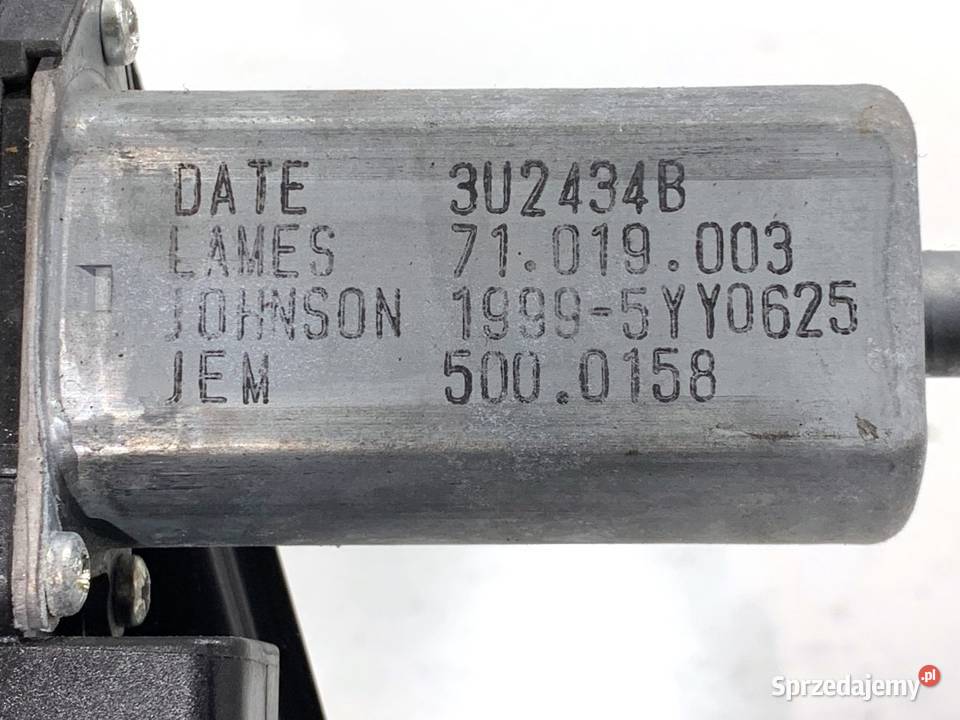 DATE 3U2434B
LAMES 71.019.003
JOHNSON 1999-5YY0625
JEM 500.0158
Sprzedajemy.pl